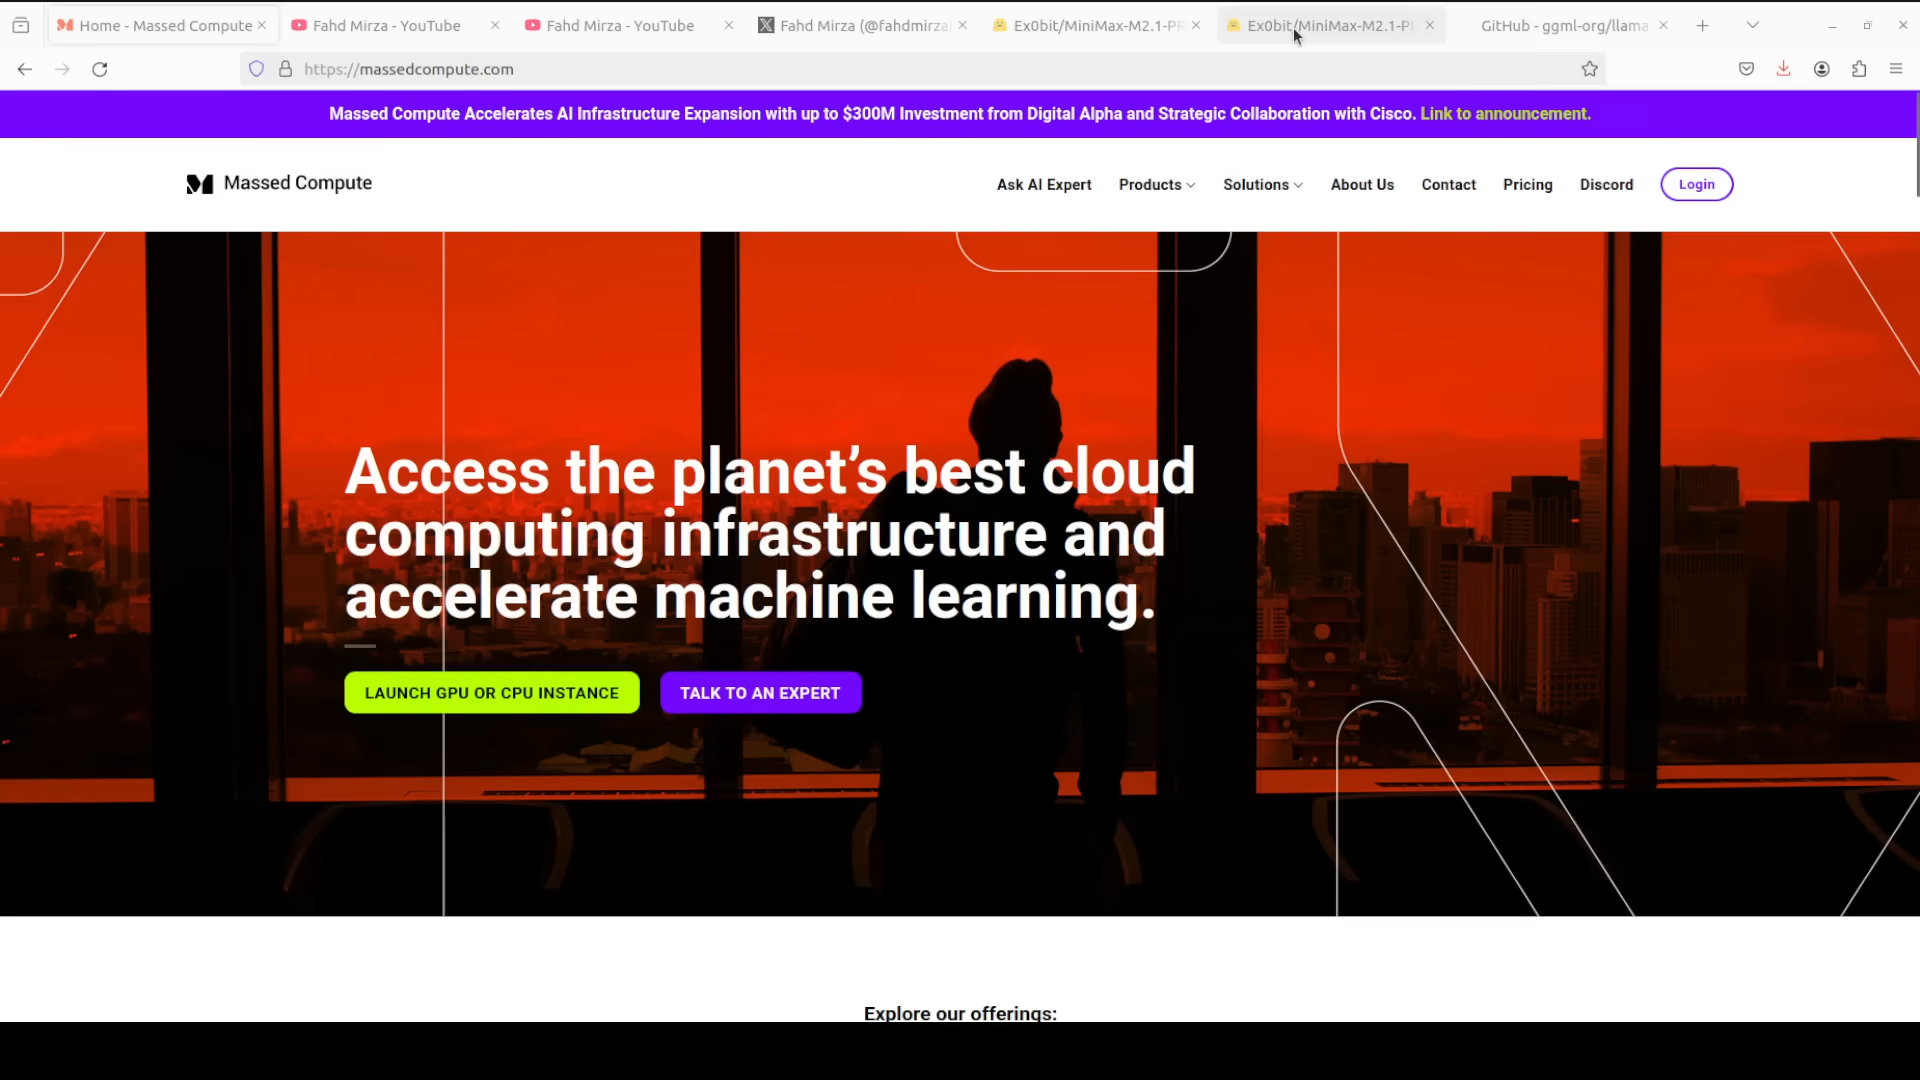 Home - Massed Compute
Fahd Mirza - YouTube
Fahd Mirza - YouTube
Fahd Mirza (@fahdmirza
Ex0bit/MiniMax-M2.1-PR
Ex0bit/MiniMax-M2.1-P
GitHub - ggml-org/llama
https://massedcompute.com
Massed Compute Accelerates AI Infrastructure Expansion with up to $300M Investment from Digital Alpha and Strategic Collaboration with Cisco. Link to announcement.
Massed Compute
Ask AI Expert
Products
Solutions
About Us
Contact
Pricing
Discord
Login
Access the planet’s best cloud
computing infrastructure and
accelerate machine learning.
LAUNCH GPU OR CPU INSTANCE
TALK TO AN EXPERT
Explore our offerings: